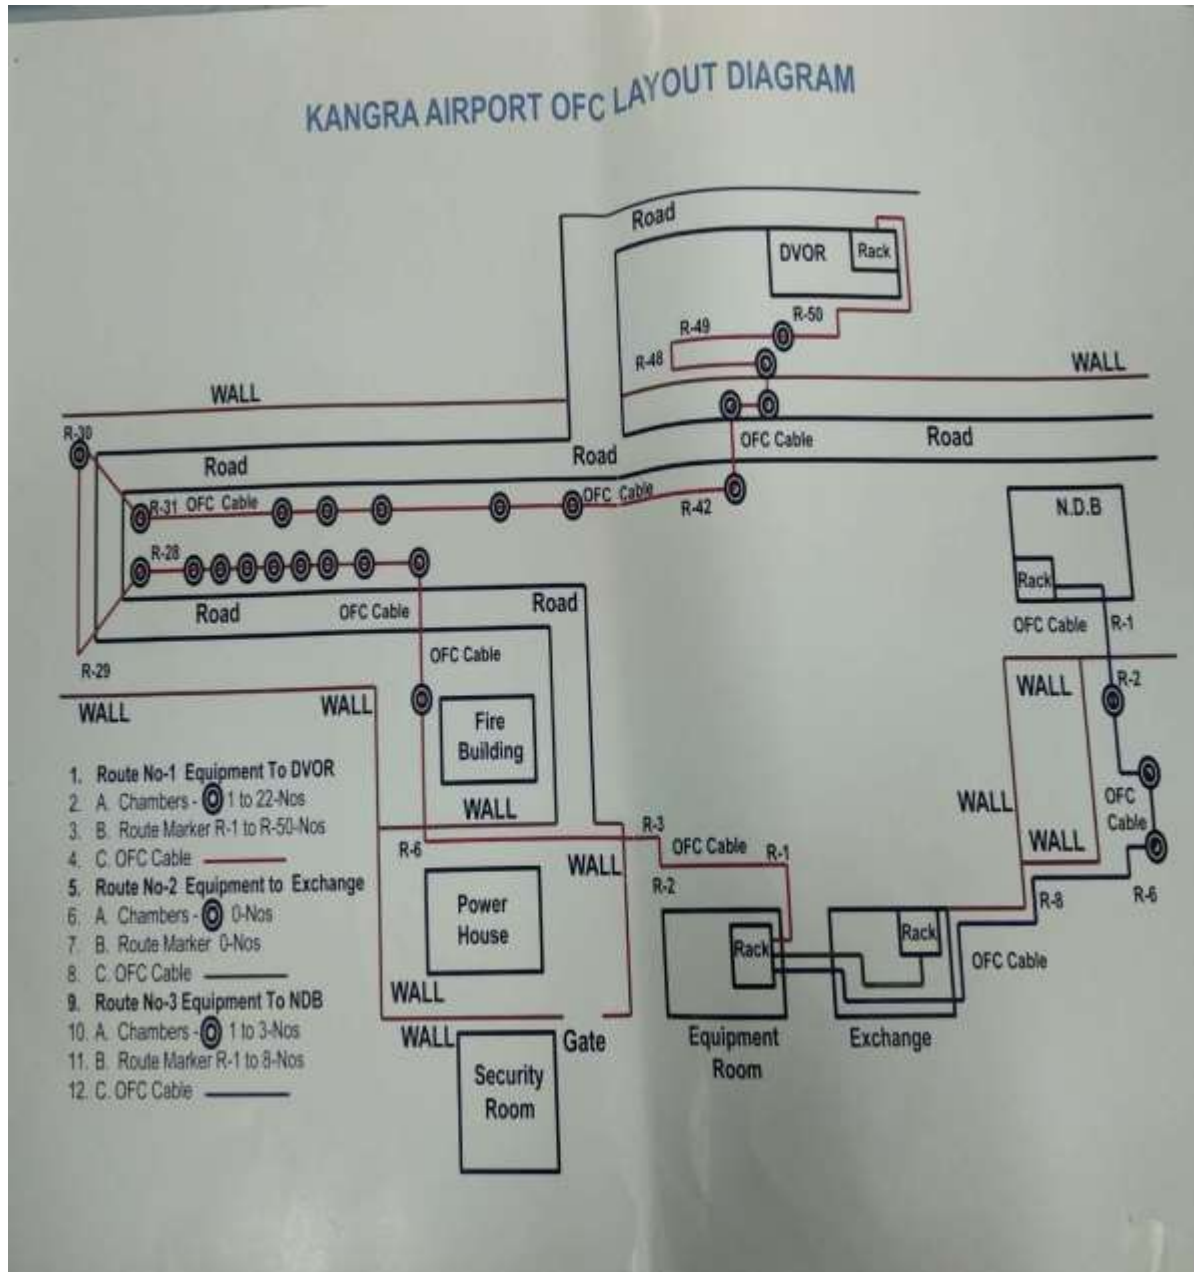 KANGRA AIRPORT OFC LAYOUT DIAGRAM
Road
DVOR
Rack
R-50
R-49
R-48
WALL
WALL
R-30
OFC Cable
Road
Road
Road
R-31 OFC Cable
OFC Cable
R-42
N.D.B
R-28
Rack
Road
OFC Cable
Road
OFC Cable
R-1
OFC Cable
R-29
WALL
R-2
WALL
WALL
Fire
Building
OFC
Cable
WALL
WALL
WALL
1. Route No-1 Equipment To DVOR
2. A. Chambers - 1 to 22-Nos
3. B. Route Marker R-1 to R-50-Nos
4. C. OFC Cable
5. Route No-2 Equipment to Exchange
6. A. Chambers - 0-Nos
7. B. Route Marker 0-Nos
8. C. OFC Cable
9. Route No-3 Equipment To NDB
10. A. Chambers - 1 to 3-Nos
11. B. Route Marker R-1 to 8-Nos
12. C. OFC Cable
R-6
R-3
OFC Cable
R-1
WALL
R-2
R-8
R-6
Power
House
Rack
Rack
OFC Cable
WALL
WALL
Gate
Equipment
Room
Exchange
Security
Room